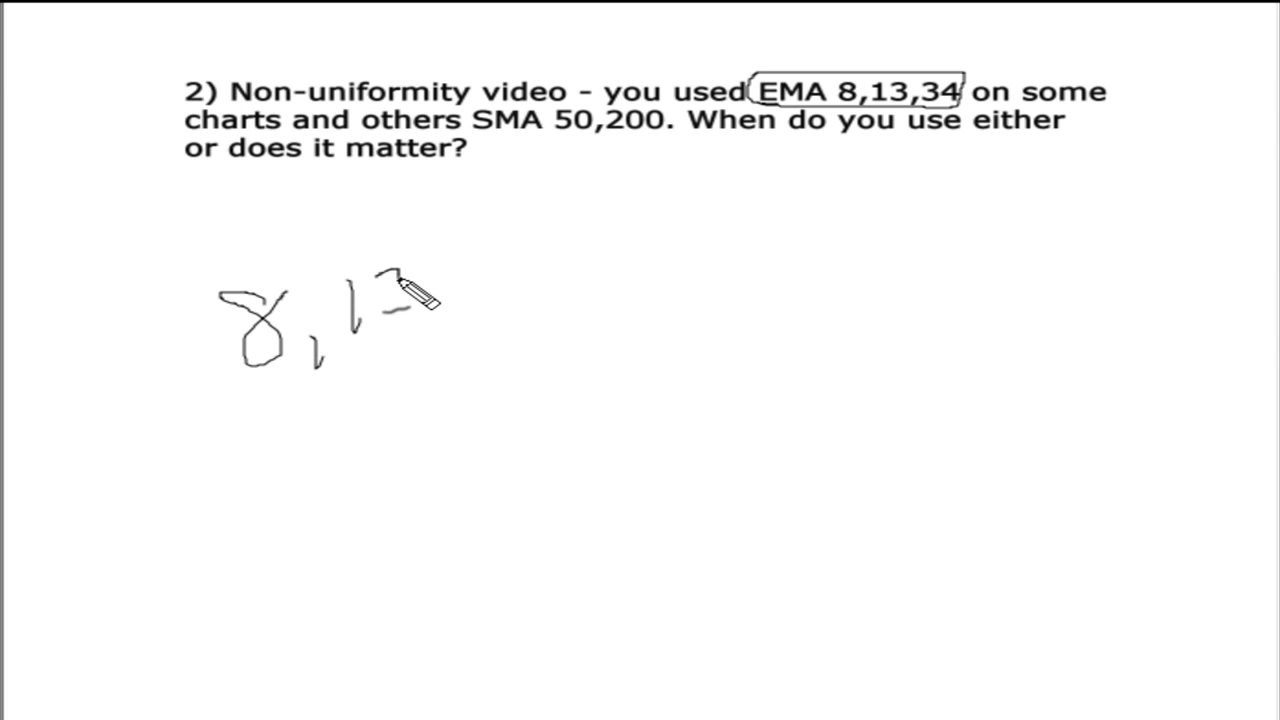 2) Non-uniformity video - you used EMA 8,13,34 on some
charts and others SMA 50,200. When do you use either
or does it matter?
8, 13